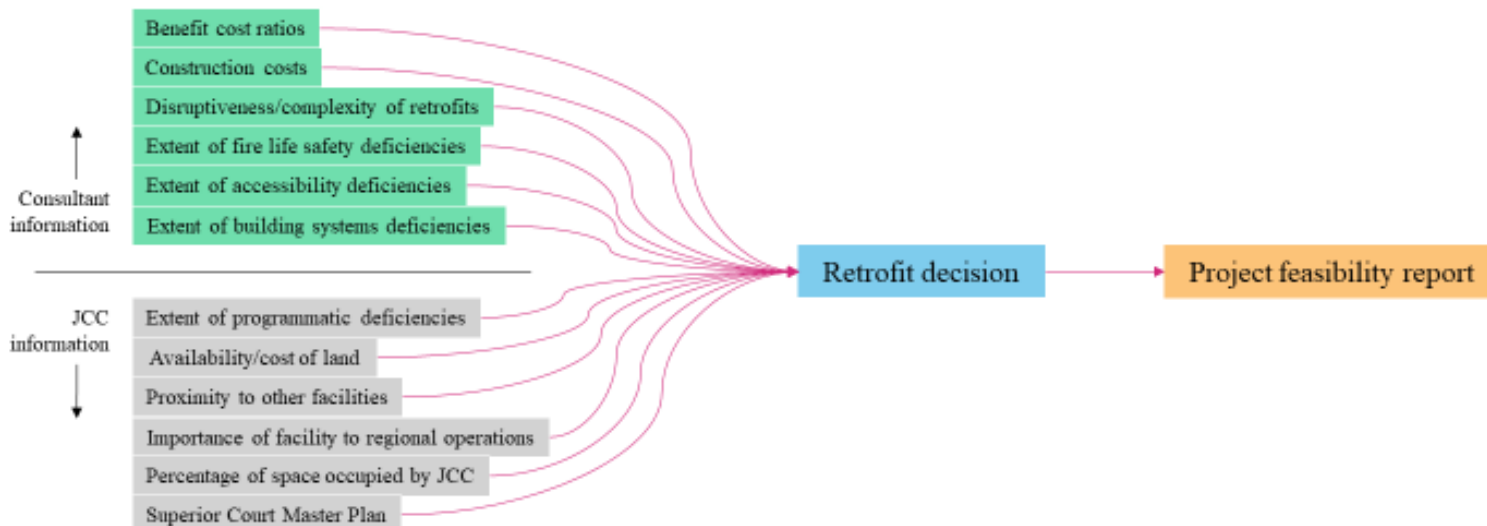 Benefit cost ratios
Construction costs
Disruptiveness/complexity of retrofits
Extent of fire life safety deficiencies
Extent of accessibility deficiencies
Extent of building systems deficiencies
Consultant
information
JCC
information
Extent of programmatic deficiencies
Availability/cost of land
Proximity to other facilities
Importance of facility to regional operations
Percentage of space occupied by JCC
Superior Court Master Plan
Retrofit decision
Project feasibility report